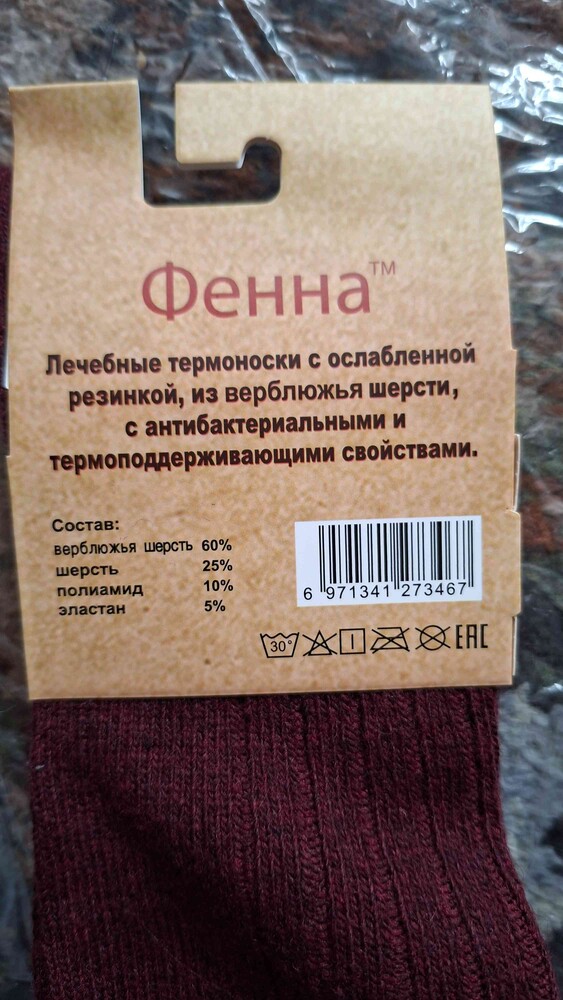 Фенна™
Лечебные термоноски с ослабленной
резинкой, из верблюжья шерсти,
с антибактериальными и
термоподдерживающими свойствами.
Состав:
верблюжья шерсть 60%
шерсть 25%
полиамид 10%
эластан 5%
6 971341 273467
30° EAC